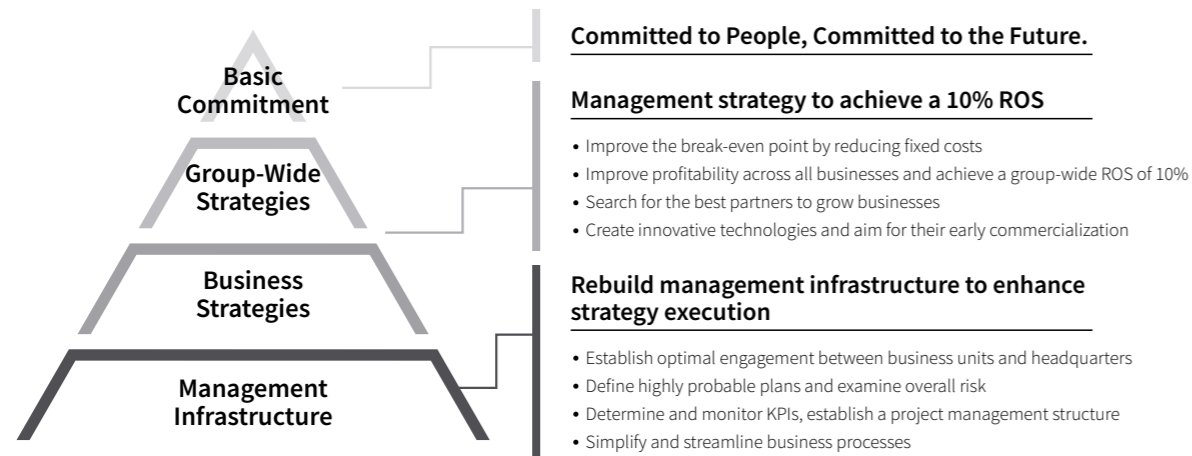 Basic
Commitment
Group-Wide
Strategies
Business
Strategies
Management
Infrastructure
Committed to People, Committed to the Future.
Management strategy to achieve a 10% ROS
• Improve the break-even point by reducing fixed costs
• Improve profitability across all businesses and achieve a group-wide ROS of 10%
• Search for the best partners to grow businesses
• Create innovative technologies and aim for their early commercialization
Rebuild management infrastructure to enhance
strategy execution
• Establish optimal engagement between business units and headquarters
• Define highly probable plans and examine overall risk
• Determine and monitor KPIs, establish a project management structure
• Simplify and streamline business processes